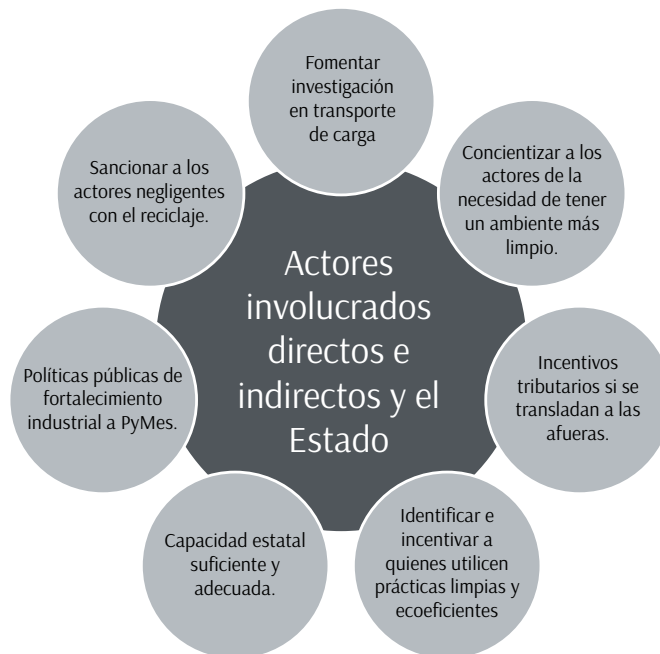 Fomentar
investigación
en transporte
de carga
Concientizar a los
actores de la
necesidad de tener
un ambiente más
limpio.
Incentivos
tributarios si se
transladan a las
afueras.
Identificar e
incentivar a
quienes utilicen
prácticas limpias y
ecoeficientes
Capacidad estatal
suficiente y
adecuada.
Políticas públicas de
fortalecimiento
industrial a PyMes.
Sancionar a los
actores negligentes
con el reciclaje.
Actores
involucrados
directos e
indirectos y el
Estado